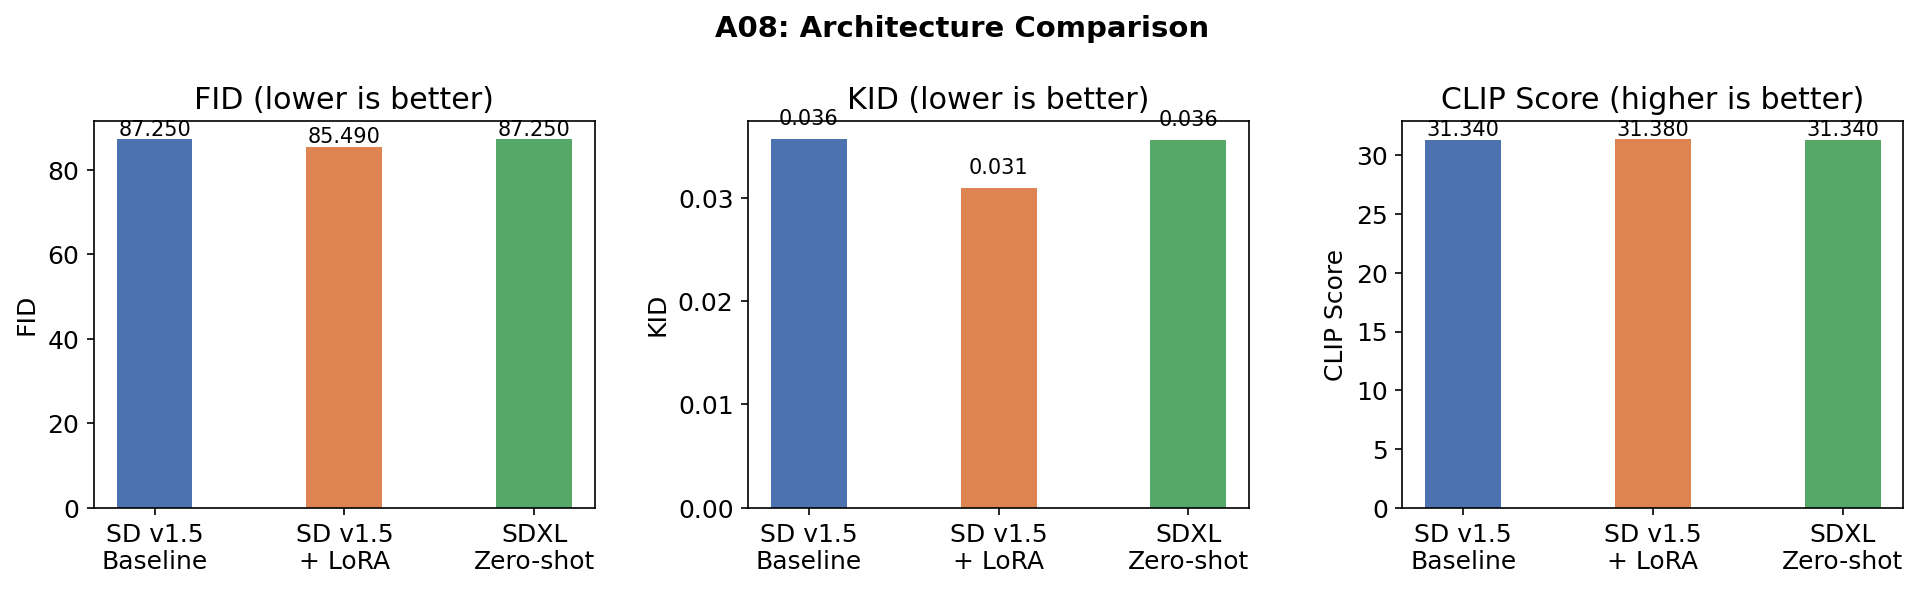 A08: Architecture Comparison
FID (lower is better)
87.250
85.490
87.250
80
60
40
20
0
FID
SD v1.5
Baseline
SD v1.5
+ LoRA
SDXL
Zero-shot
KID (lower is better)
0.036
0.031
0.036
0.03
0.02
0.01
0.00
KID
SD v1.5
Baseline
SD v1.5
+ LoRA
SDXL
Zero-shot
CLIP Score (higher is better)
31.340
31.380
31.340
30
25
20
15
10
5
0
CLIP Score
SD v1.5
Baseline
SD v1.5
+ LoRA
SDXL
Zero-shot